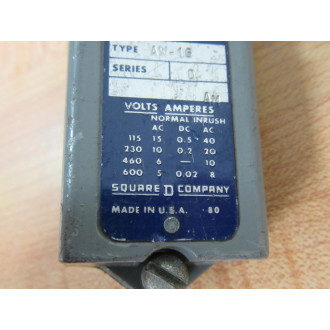 TYPE AW-16
SERIES
VOLTS AMPERES
NORMAL INRUSH
AC DC AC
115 15 0.5 40
230 10 0.2 20
460 6 — 10
600 5 0.02 8
SQUARE D COMPANY
MADE IN U.S.A. 80